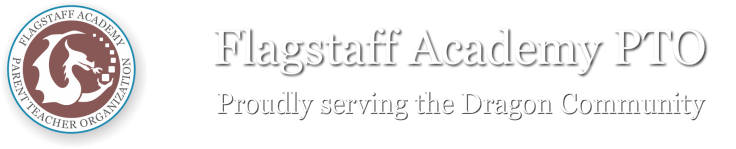 FLAGSTAFF ACADEMY
PARENT TEACHER ORGANIZATION
Flagstaff Academy PTO
Proudly serving the Dragon Community